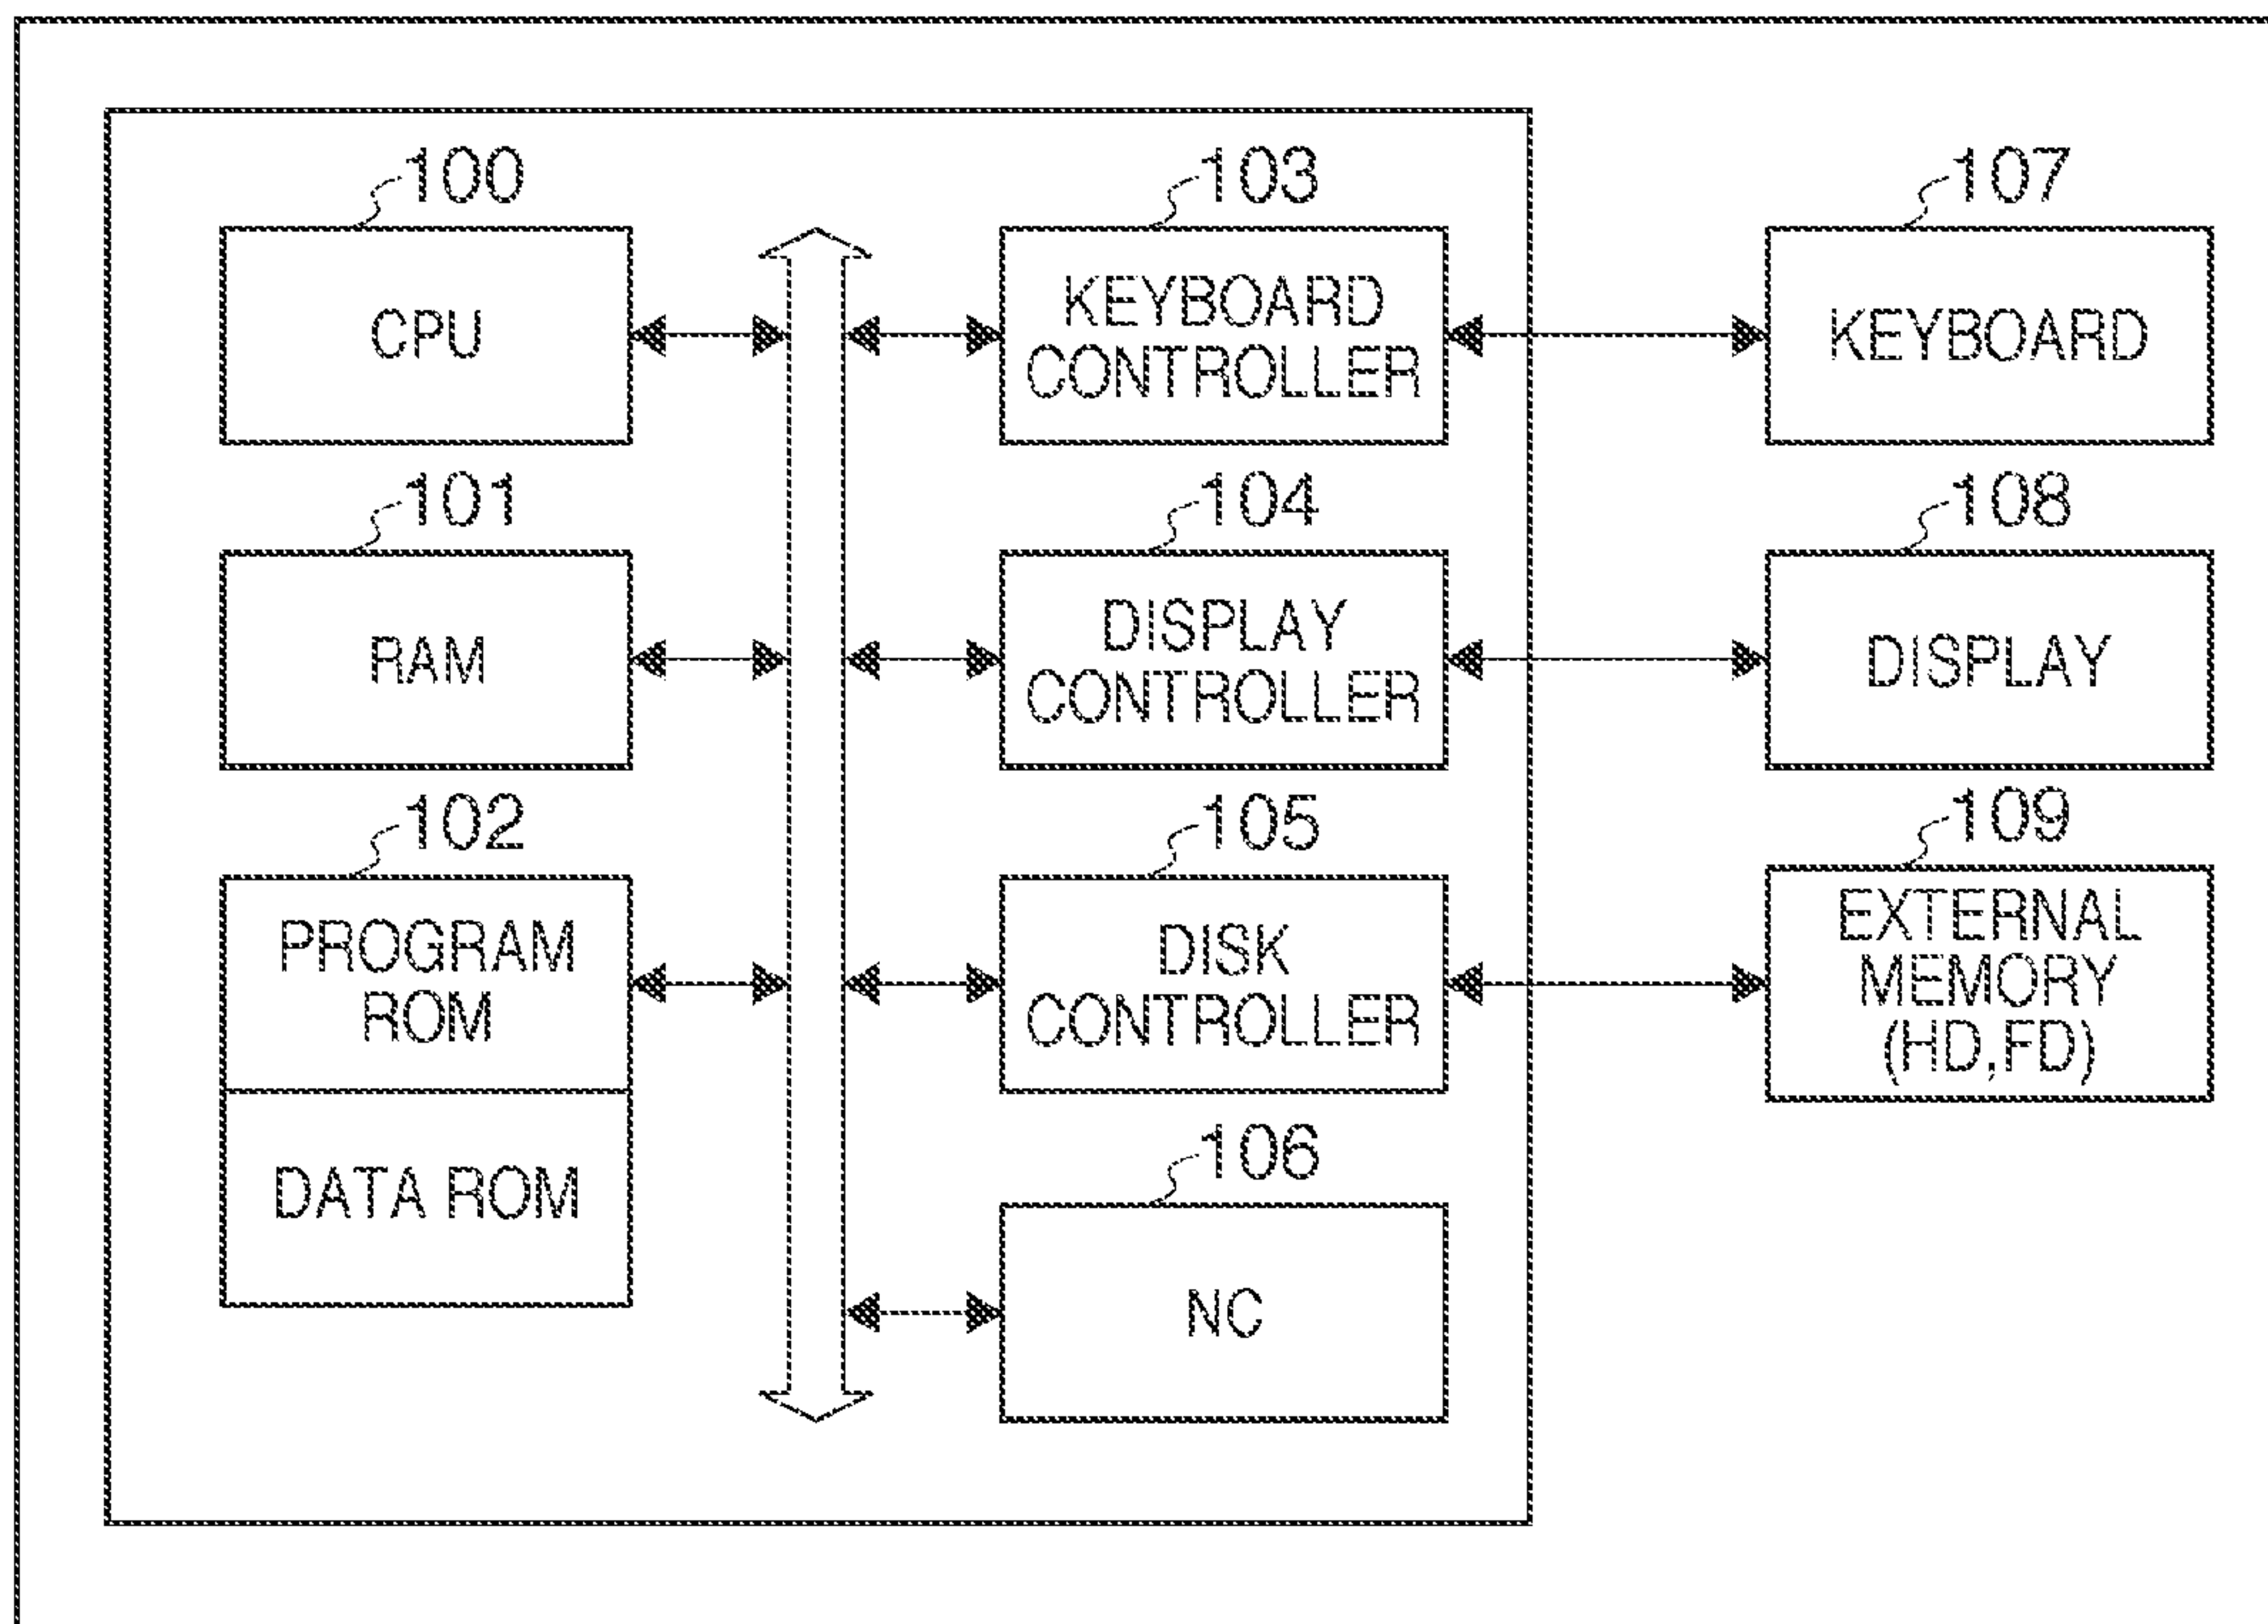 100
CPU
101
RAM
102
PROGRAM
ROM
DATA ROM
103
KEYBOARD
CONTROLLER
104
DISPLAY
CONTROLLER
105
DISK
CONTROLLER
106
NC
107
KEYBOARD
108
DISPLAY
109
EXTERNAL
MEMORY
(HD,FD)